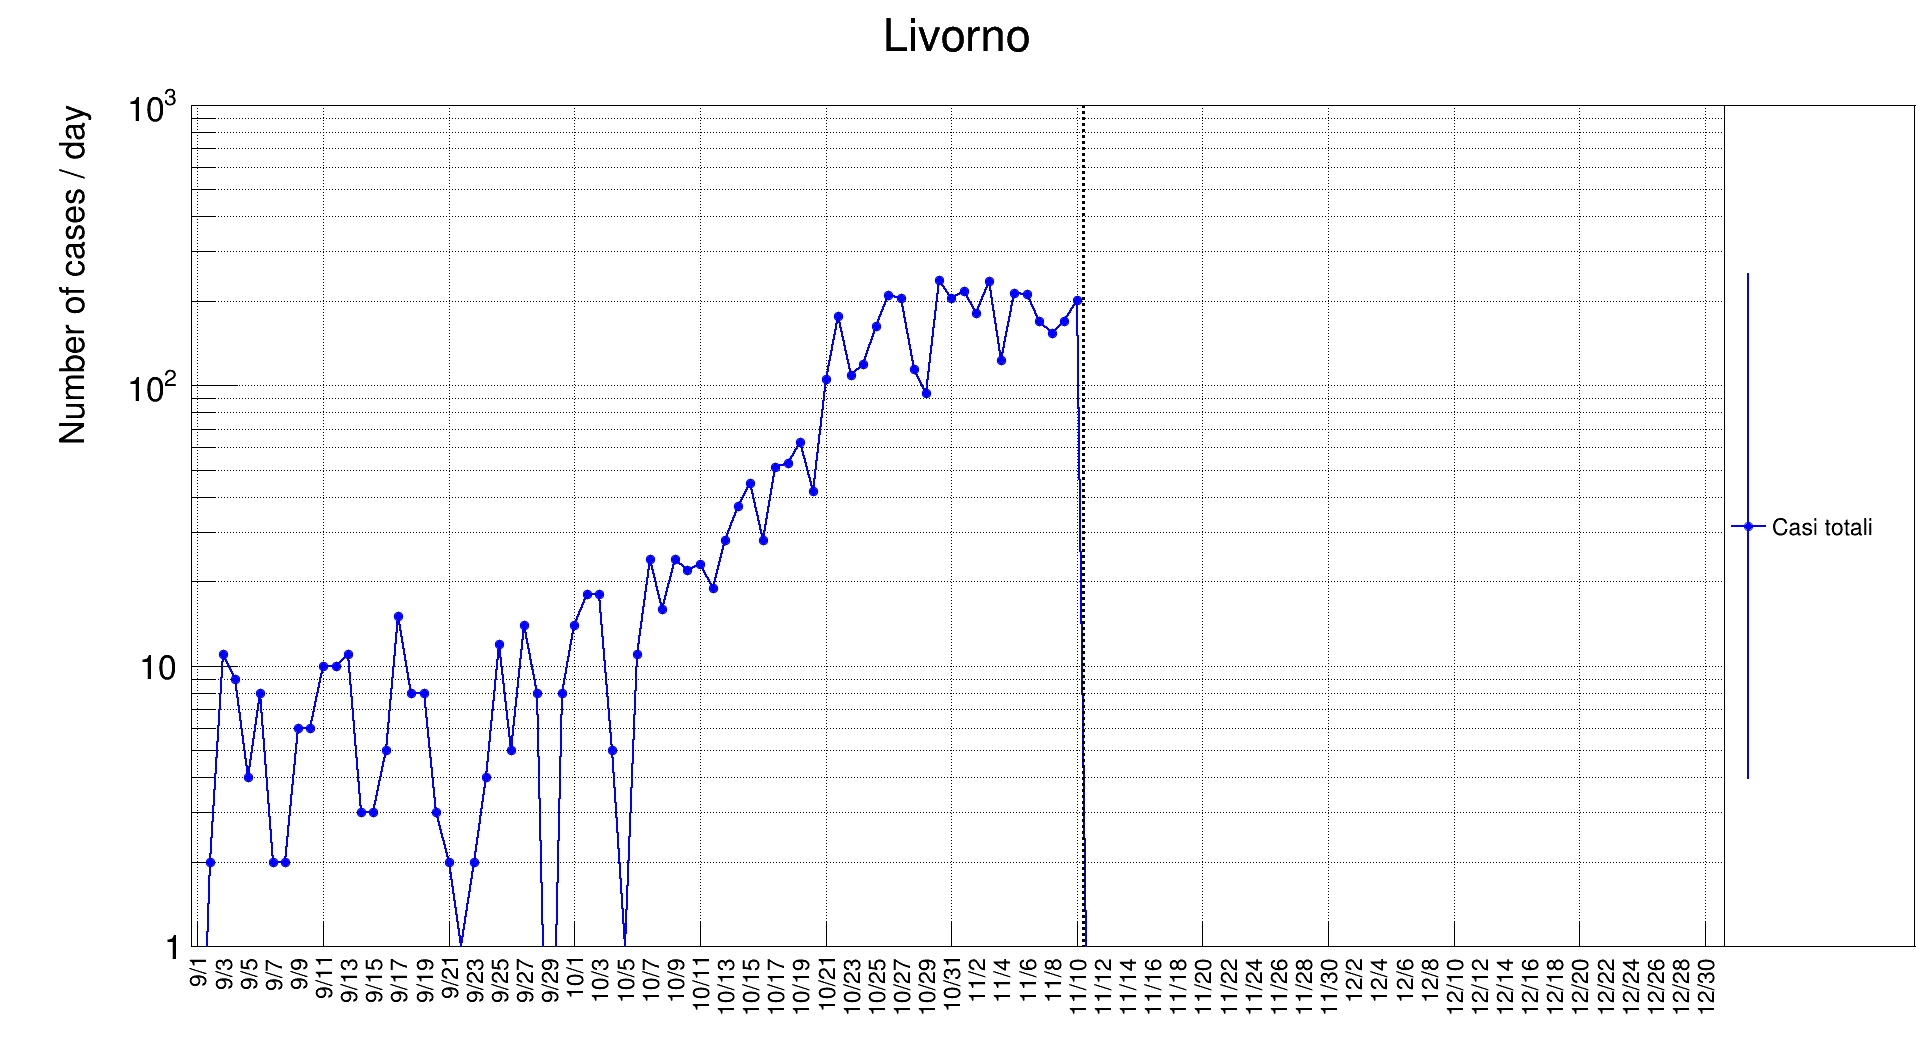 Livorno
Number of cases / day
10³
10²
10
1
9/1 9/3 9/5 9/7 9/9 9/11 9/13 9/15 9/17 9/19 9/21 9/23 9/25 9/27 9/29 10/1 10/3 10/5 10/7 10/9 10/11 10/13 10/15 10/17 10/19 10/21 10/23 10/25 10/27 10/29 10/31 11/2 11/4 11/6 11/8 11/10 11/12 11/14 11/16 11/18 11/20 11/22 11/24 11/26 11/28 11/30 12/2 12/4 12/6 12/8 12/10 12/12 12/14 12/16 12/18 12/20 12/22 12/24 12/26 12/28 12/30
Casi totali